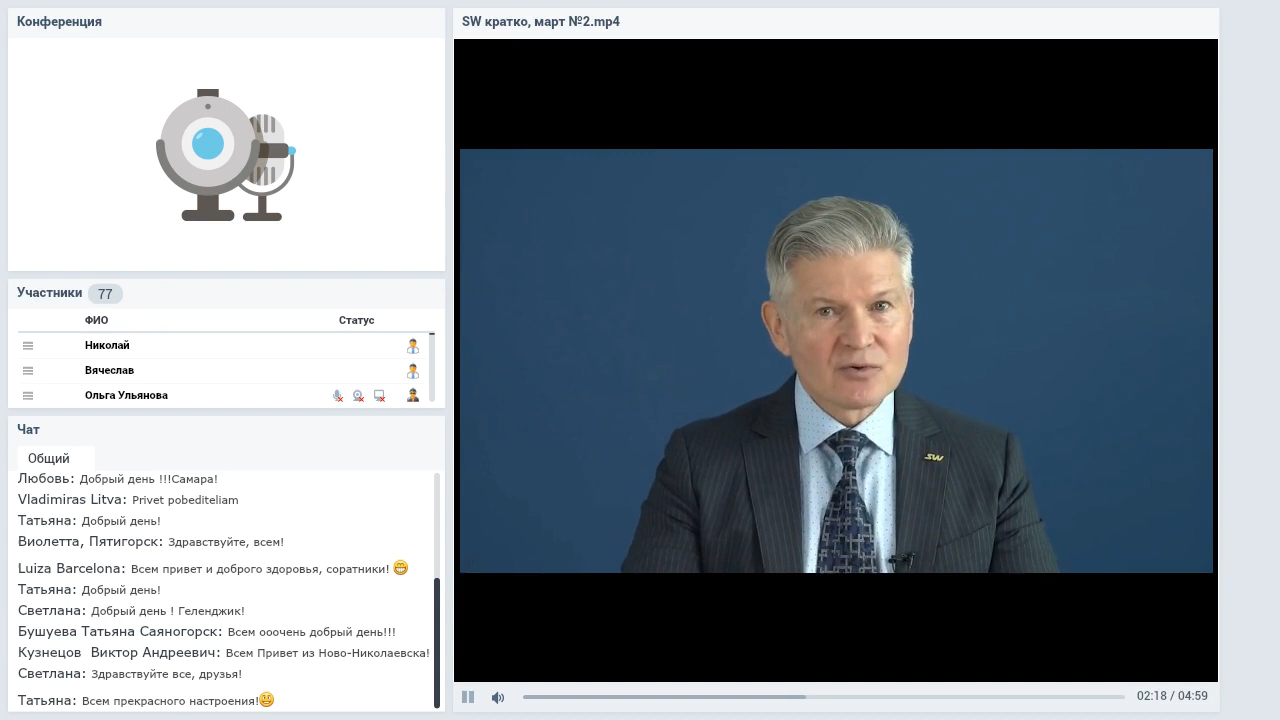 Конференция
SW кратко, март №2.mp4
Участники 77
ФИО Статус
Николай
Вячеслав
Ольга Ульянова
Чат
Общий
Любовь: Добрый день !!!Самара!
Vladimiras Litva: Privet pobediteliam
Татьяна: Добрый день!
Виолетта, Пятигорск: Здравствуйте, всем!
Luiza Barcelona: Всем привет и доброго здоровья, соратники!
Татьяна: Добрый день!
Светлана: Добрый день ! Геленджик!
Бушуева Татьяна Саяногорск: Всем ооочень добрый день!!!
Кузнецов  Виктор Андреевич: Всем Привет из Ново-Николаевска!
Светлана: Здравствуйте все, друзья!
Татьяна: Всем прекрасного настроения!
SW
02:18 / 04:59